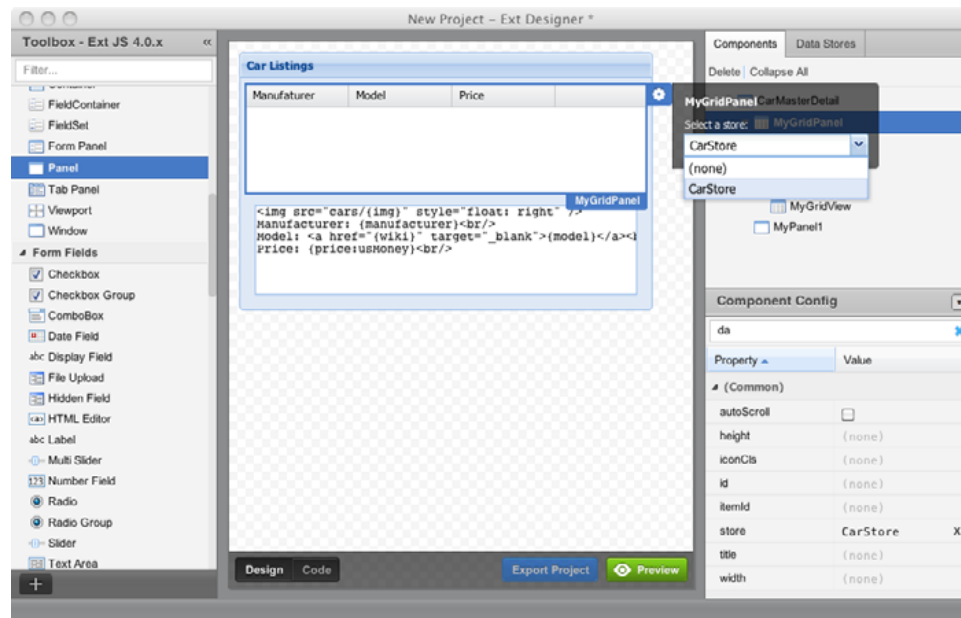 New Project – Ext Designer *
Toolbox - Ext JS 4.0.x «
Filter...
Container
FieldContainer
FieldSet
Form Panel
Panel
Tab Panel
Viewport
Window
Form Fields
Checkbox
Checkbox Group
ComboBox
Date Field
abc Display Field
File Upload
Hidden Field
HTML Editor
abc Label
Multi Slider
123 Number Field
Radio
Radio Group
Slider
Text Area
+
Car Listings
Manufaturer Model Price
MyGridPanel
<img src="cars/{img}" style="float: right" />
Manufacturer: {manufacturer}<br/>
Model: <a href="{wiki}" target="_blank">{model}</a><b
Price: {price:usMoney}<br/>
Design Code
Export Project Preview
Components Data Stores
Delete Collapse All
CarMasterDetail
MyGridPanel
MyGridPanel
Select a store:
CarStore
(none)
CarStore
MyGridView
MyPanel1
Component Config
da
Property Value
(Common)
autoScroll
height (none)
iconCls (none)
id (none)
itemId (none)
store CarStore X
title (none)
width (none)